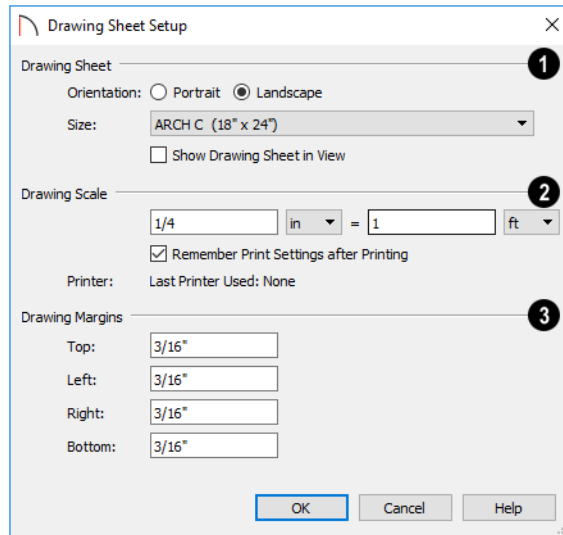 Drawing Sheet Setup
Drawing Sheet 1
Orientation: Portrait Landscape
Size: ARCH C (18" x 24")
Show Drawing Sheet in View
Drawing Scale 2
1/4 in = 1 ft
Remember Print Settings after Printing
Printer: Last Printer Used: None
Drawing Margins 3
Top: 3/16"
Left: 3/16"
Right: 3/16"
Bottom: 3/16"
OK Cancel Help